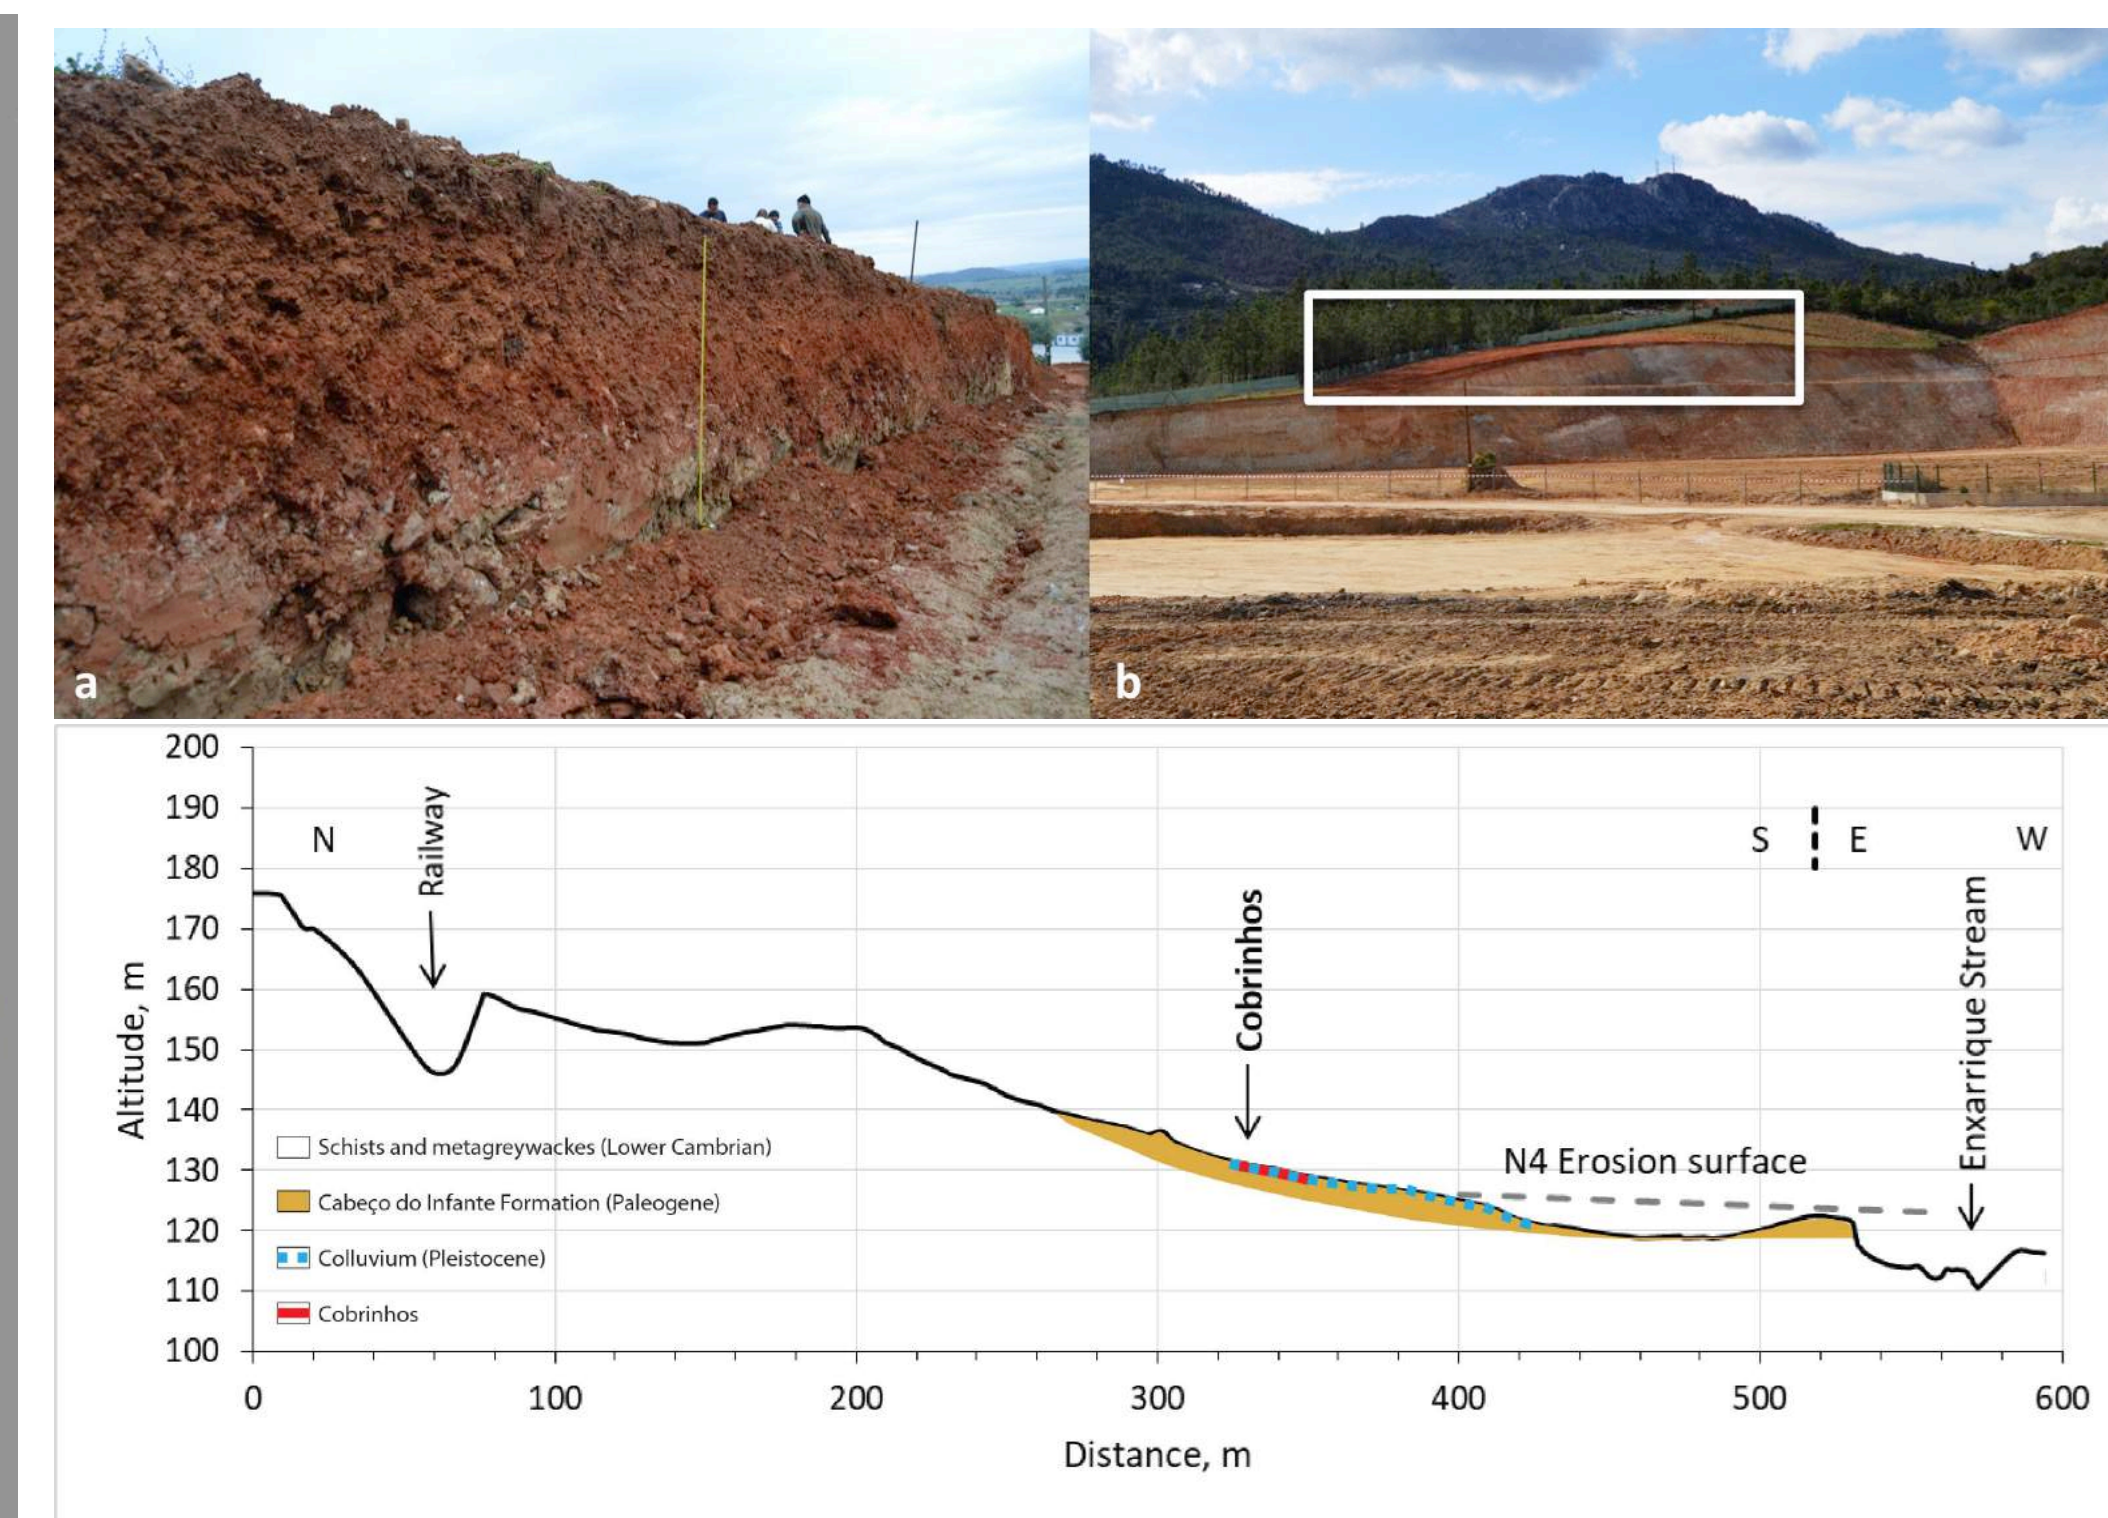 a
b
200
190
180
170
160
150
140
130
120
110
100
Altitude, m
N
Railway
Cobrinhos
S
E
W
Enxarrique Stream
N4 Erosion surface
Schists and metagreywackes (Lower Cambrian)
Cabeço do Infante Formation (Paleogene)
Colluvium (Pleistocene)
Cobrinhos
0
100
200
300
400
500
600
Distance, m